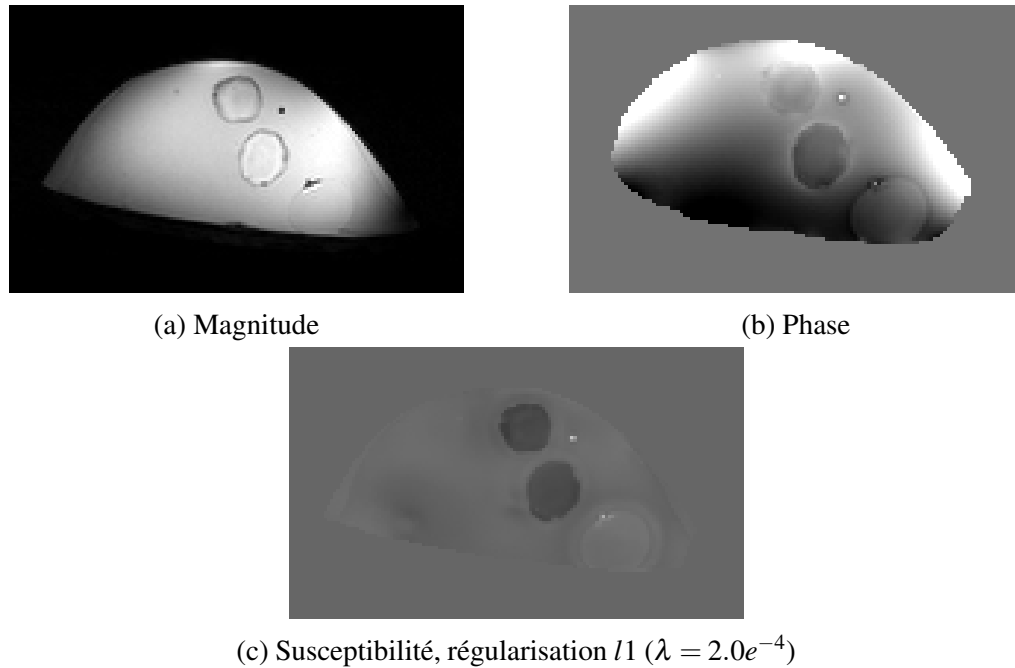 (a) Magnitude
(b) Phase
(c) Susceptibilité, régularisation l1 (λ = 2.0e⁻⁴)